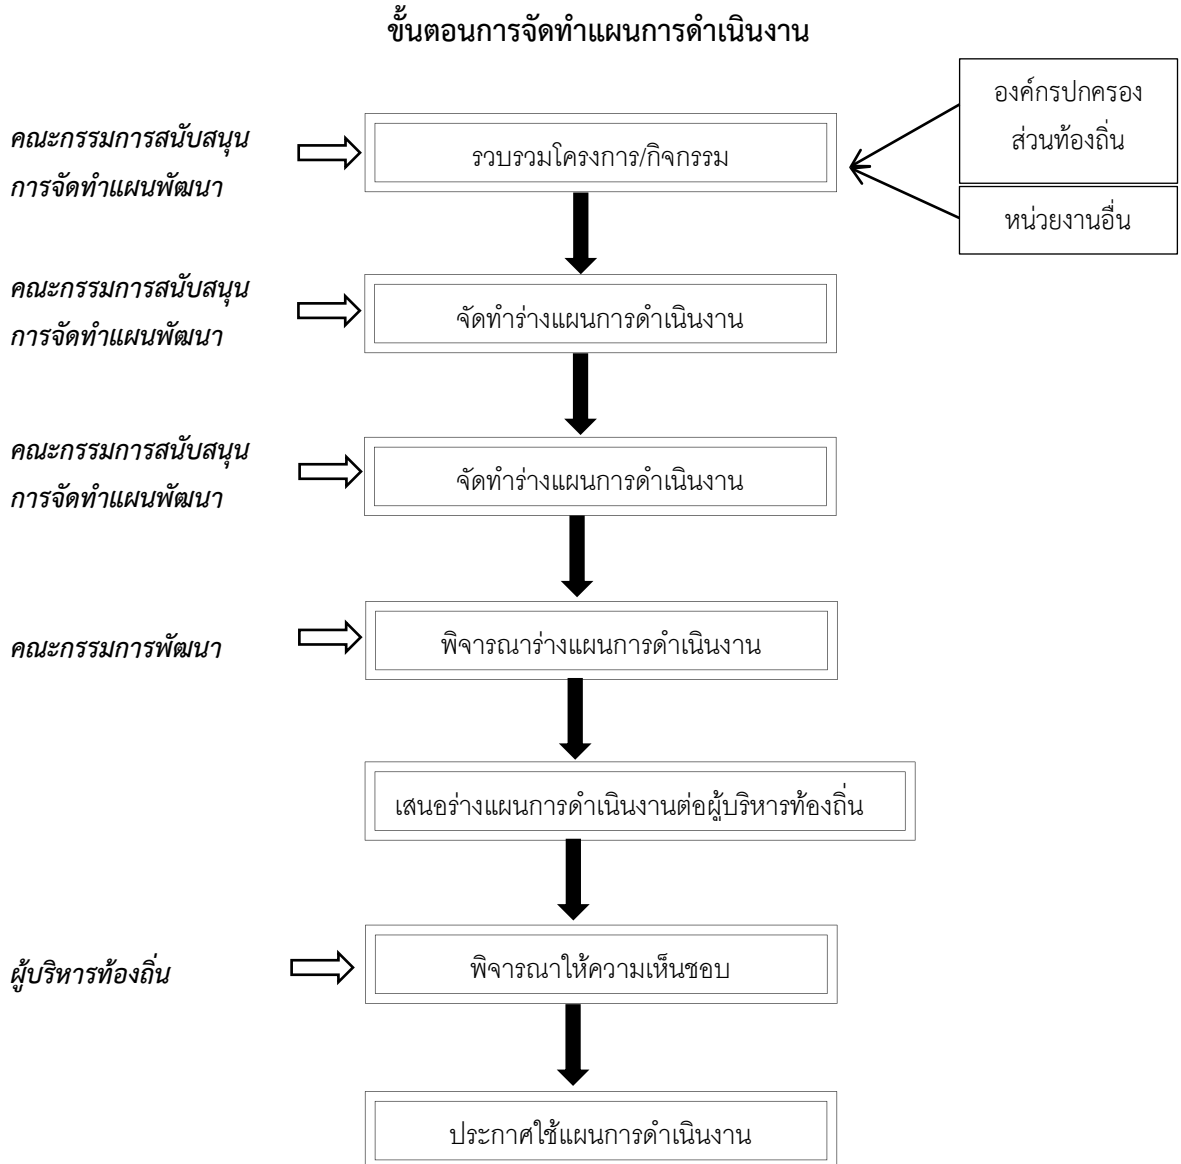 ขั้นตอนการจัดทำแผนการดำเนินงาน
องค์กรปกครอง
ส่วนท้องถิ่น
หน่วยงานอื่น
คณะกรรมการสนับสนุน
การจัดทำแผนพัฒนา
รวบรวมโครงการ/กิจกรรม
คณะกรรมการสนับสนุน
การจัดทำแผนพัฒนา
จัดทำร่างแผนการดำเนินงาน
คณะกรรมการสนับสนุน
การจัดทำแผนพัฒนา
จัดทำร่างแผนการดำเนินงาน
คณะกรรมการพัฒนา
พิจารณาร่างแผนการดำเนินงาน
เสนอร่างแผนการดำเนินงานต่อผู้บริหารท้องถิ่น
ผู้บริหารท้องถิ่น
พิจารณาให้ความเห็นชอบ
ประกาศใช้แผนการดำเนินงาน